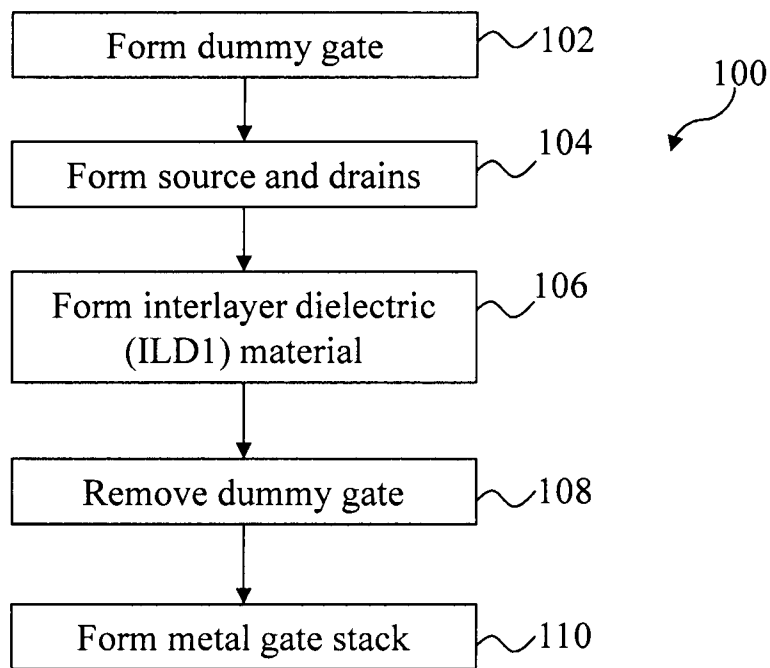 Form dummy gate
102
100
Form source and drains
104
Form interlayer dielectric
(ILD1) material
106
Remove dummy gate
108
Form metal gate stack
110